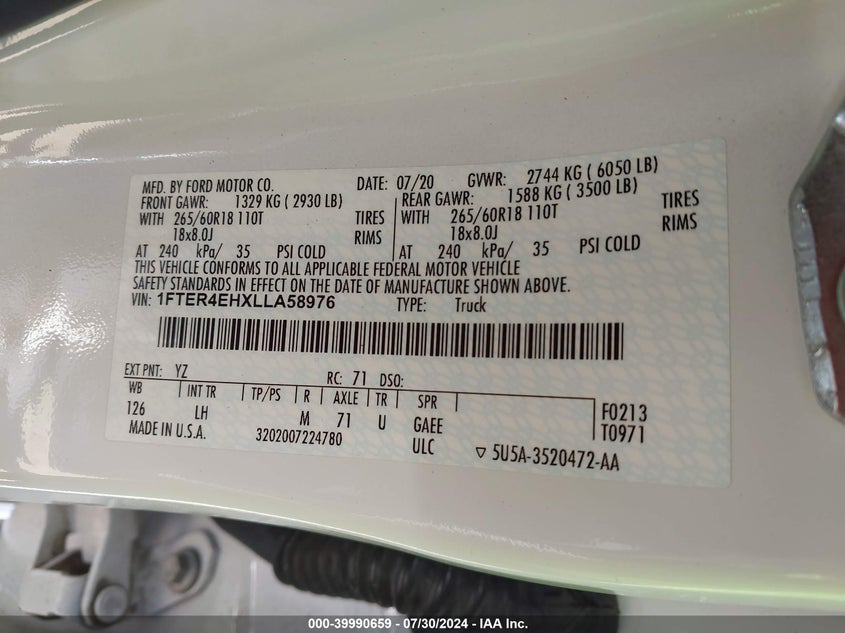 MFD. BY FORD MOTOR CO. DATE: 07/20 GVWR: 2744 KG ( 6050 LB)
FRONT GAWR: 1329 KG ( 2930 LB) REAR GAWR: 1588 KG ( 3500 LB)
WITH 265/60R18 110T TIRES WITH 265/60R18 110T TIRES
18x8.0J RIMS 18x8.0J RIMS
AT 240 kPa/ 35 PSI COLD AT 240 kPa/ 35 PSI COLD
THIS VEHICLE CONFORMS TO ALL APPLICABLE FEDERAL MOTOR VEHICLE
SAFETY STANDARDS IN EFFECT ON THE DATE OF MANUFACTURE SHOWN ABOVE.
VIN: 1FTER4EHXLLA58976 TYPE: Truck
EXT PNT: YZ RC: 71 DSO:
WB INT TR TP/PS R AXLE TR SPR
126 LH M 71 U GAEE F0213
MADE IN U.S.A. 3202007224780 ULC T0971
▽ 5U5A-3520472-AA
000-39990659 - 07/30/2024 - IAA Inc.